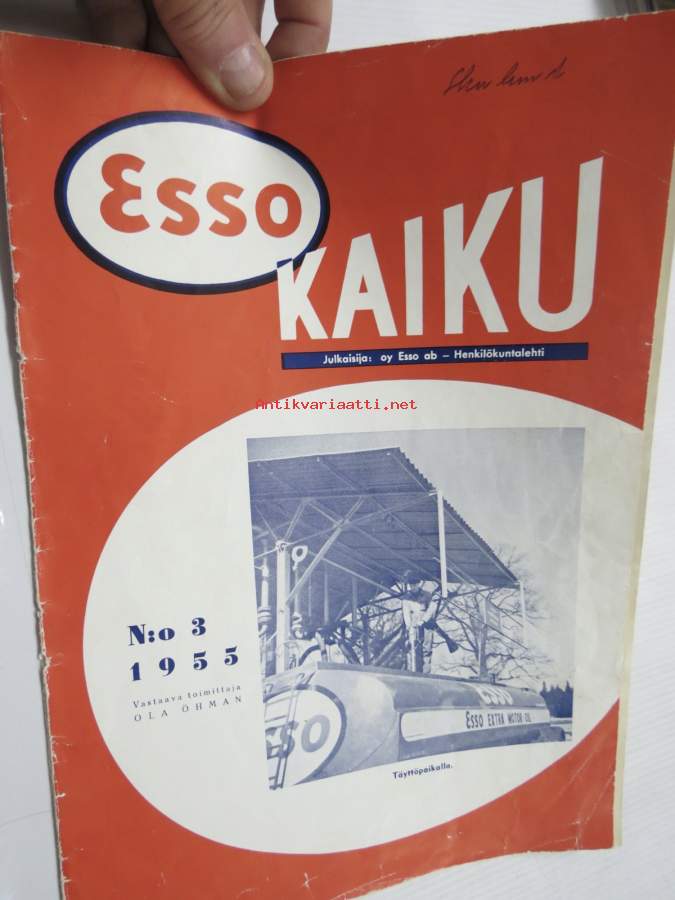 Esso
KAIKU
Julkaisija: oy Esso ab – Henkilökuntalehti
Antikvariaatti.net
N:o 3
1955
Vastaava toimittaja
OLA ÖHMAN
ESSO
ESSO EXTRA MOTOR OIL
SSO
Täyttöpaikalla.